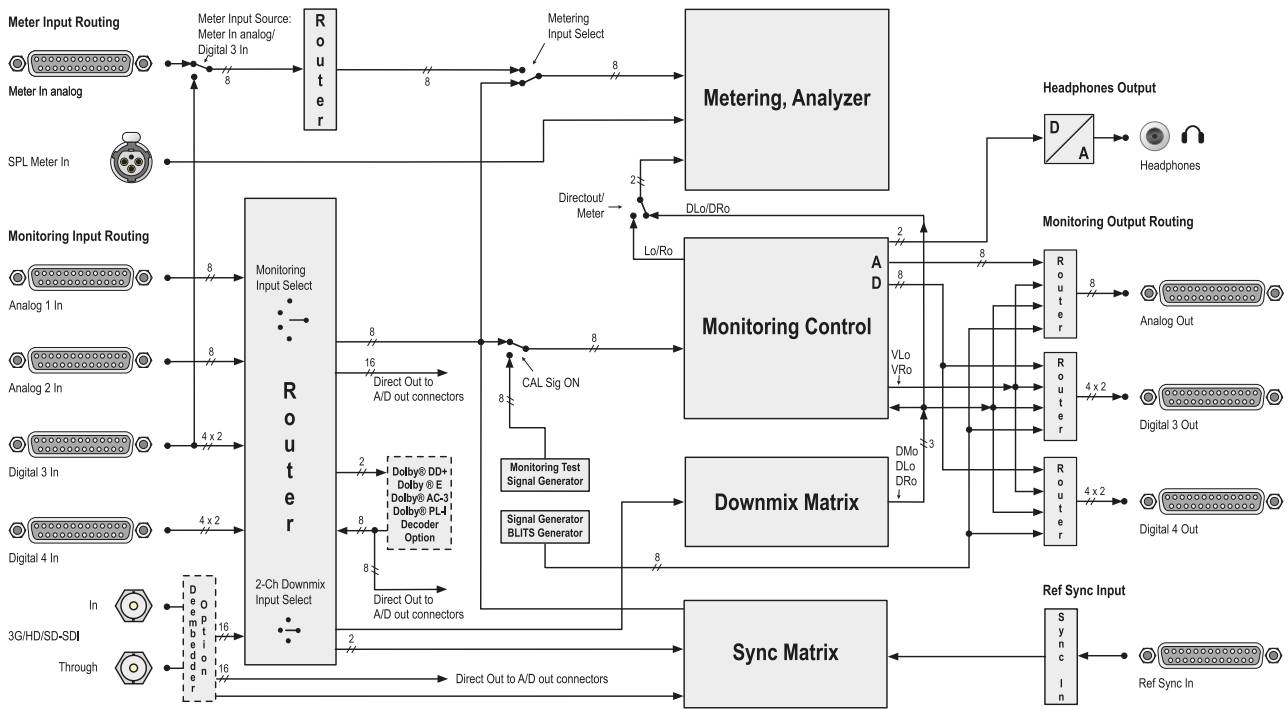 Meter Input Routing
Meter In analog
Meter Input Source:
Meter In analog/
Digital 3 In
8
Router
8
Metering
Input Select
8
Metering, Analyzer
SPL Meter In
2
Directout/
Meter
DLo/DRo
Lo/Ro
Headphones Output
D
A
Headphones
Monitoring Input Routing
8
Analog 1 In
8
Analog 2 In
4 x 2
Digital 3 In
4 x 2
Digital 4 In
Monitoring
Input Select
Router
2-Ch Downmix
Input Select
8
16
Direct Out to
A/D out connectors
CAL Sig ON
8
8
Monitoring Control
A
D
2
8
8
VLo
VRo
3
DMo
DLo
DRo
Monitoring Output Routing
Router
8
Analog Out
Router
4 x 2
Digital 3 Out
Router
4 x 2
Digital 4 Out
2
Dolby® DD+
Dolby ® E
Dolby® AC-3
Dolby® PL-I
Decoder
Option
8
8
Direct Out to
A/D out connectors
Monitoring Test
Signal Generator
Signal Generator
BLITS Generator
8
Downmix Matrix
In
3G/HD/SD-SDI
Through
Deembedder
Option
16
16
Direct Out to A/D out connectors
2
Sync Matrix
Ref Sync Input
Sync In
Ref Sync In